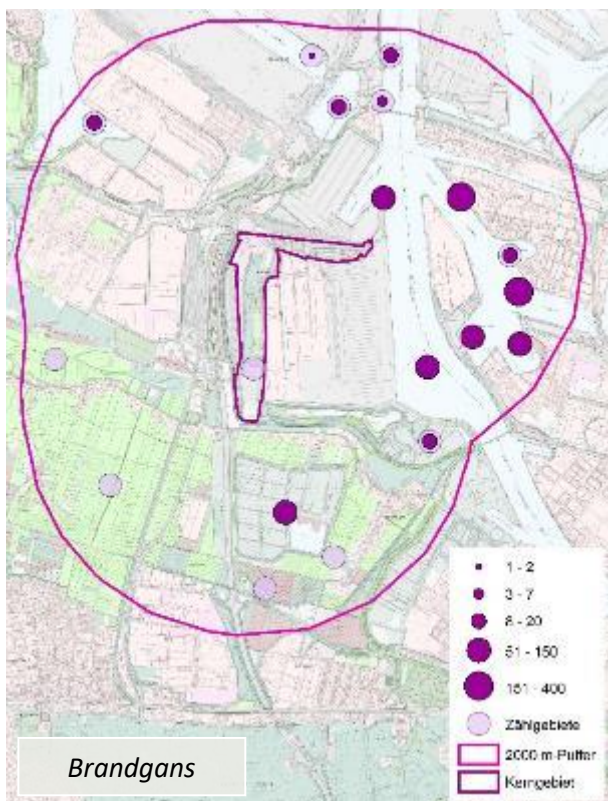 1 - 2
3 - 7
8 - 20
51 - 150
151 - 400
Zählgebiete
2000 m-Puffer
Kerngebiet
Brandgans